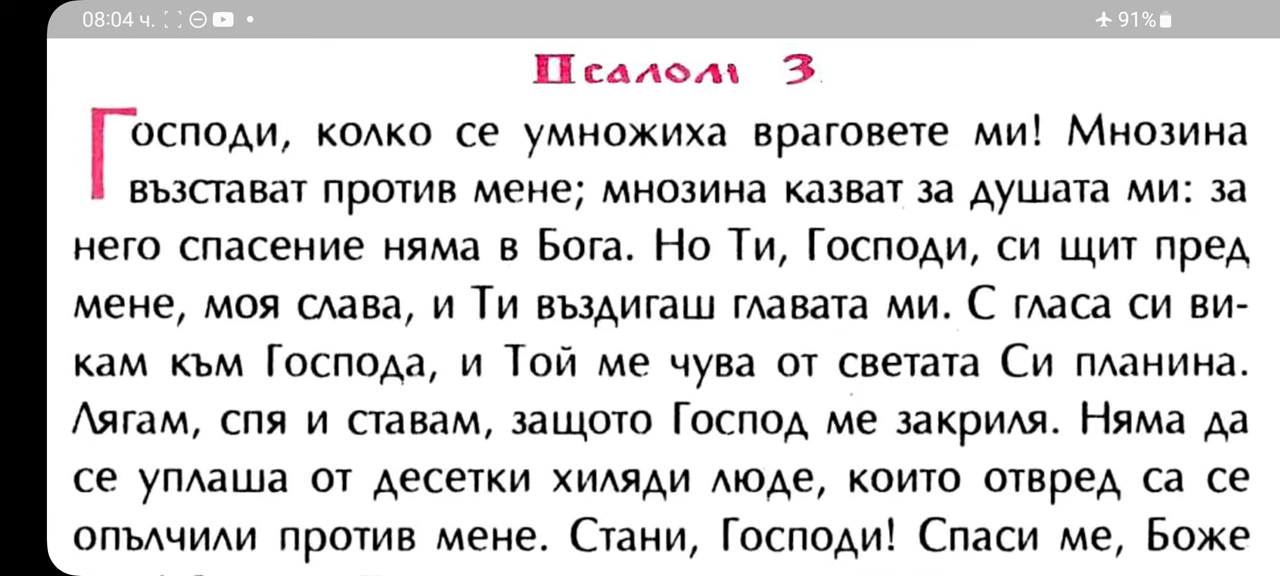 08:04 ч.
91%
Псалом 3
Господи, колко се умножиха враговете ми! Мнозина
възстават против мене; мнозина казват за душата ми: за
него спасение няма в Бога. Но Ти, Господи, си щит пред
мене, моя слава, и Ти въздигаш главата ми. С гласа си ви-
кам към Господа, и Той ме чува от светата Си планина.
Лягам, спя и ставам, защото Господ ме закриля. Няма да
се уплаша от десетки хиляди люде, които отвред са се
опълчили против мене. Стани, Господи! Спаси ме, Боже